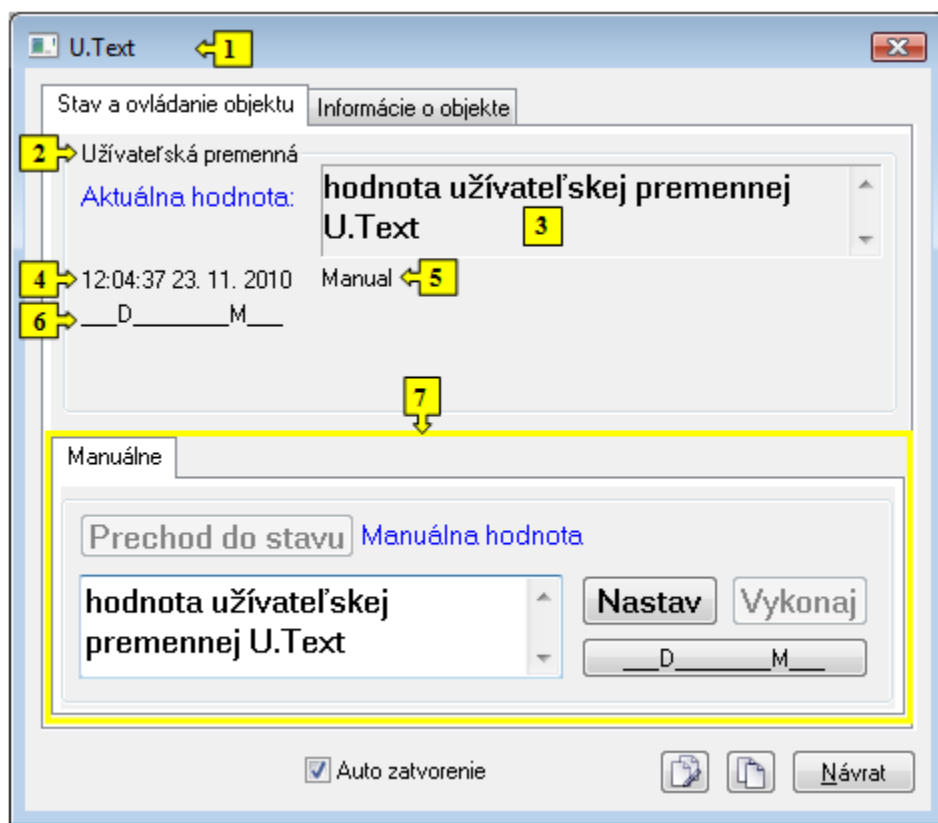 U.Text 1
Stav a ovládanie objektu Informácie o objekte
2 Užívateľská premenná
Aktuálna hodnota: hodnota užívateľskej premennej
U.Text 3
4 12:04:37 23. 11. 2010 Manual 5
6 ___D________M___
7
Manuálne
Prechod do stavu Manuálna hodnota
hodnota užívateľskej
premennej U.Text
Nastav Vykonaj
___D________M___
Auto zatvorenie Návrat